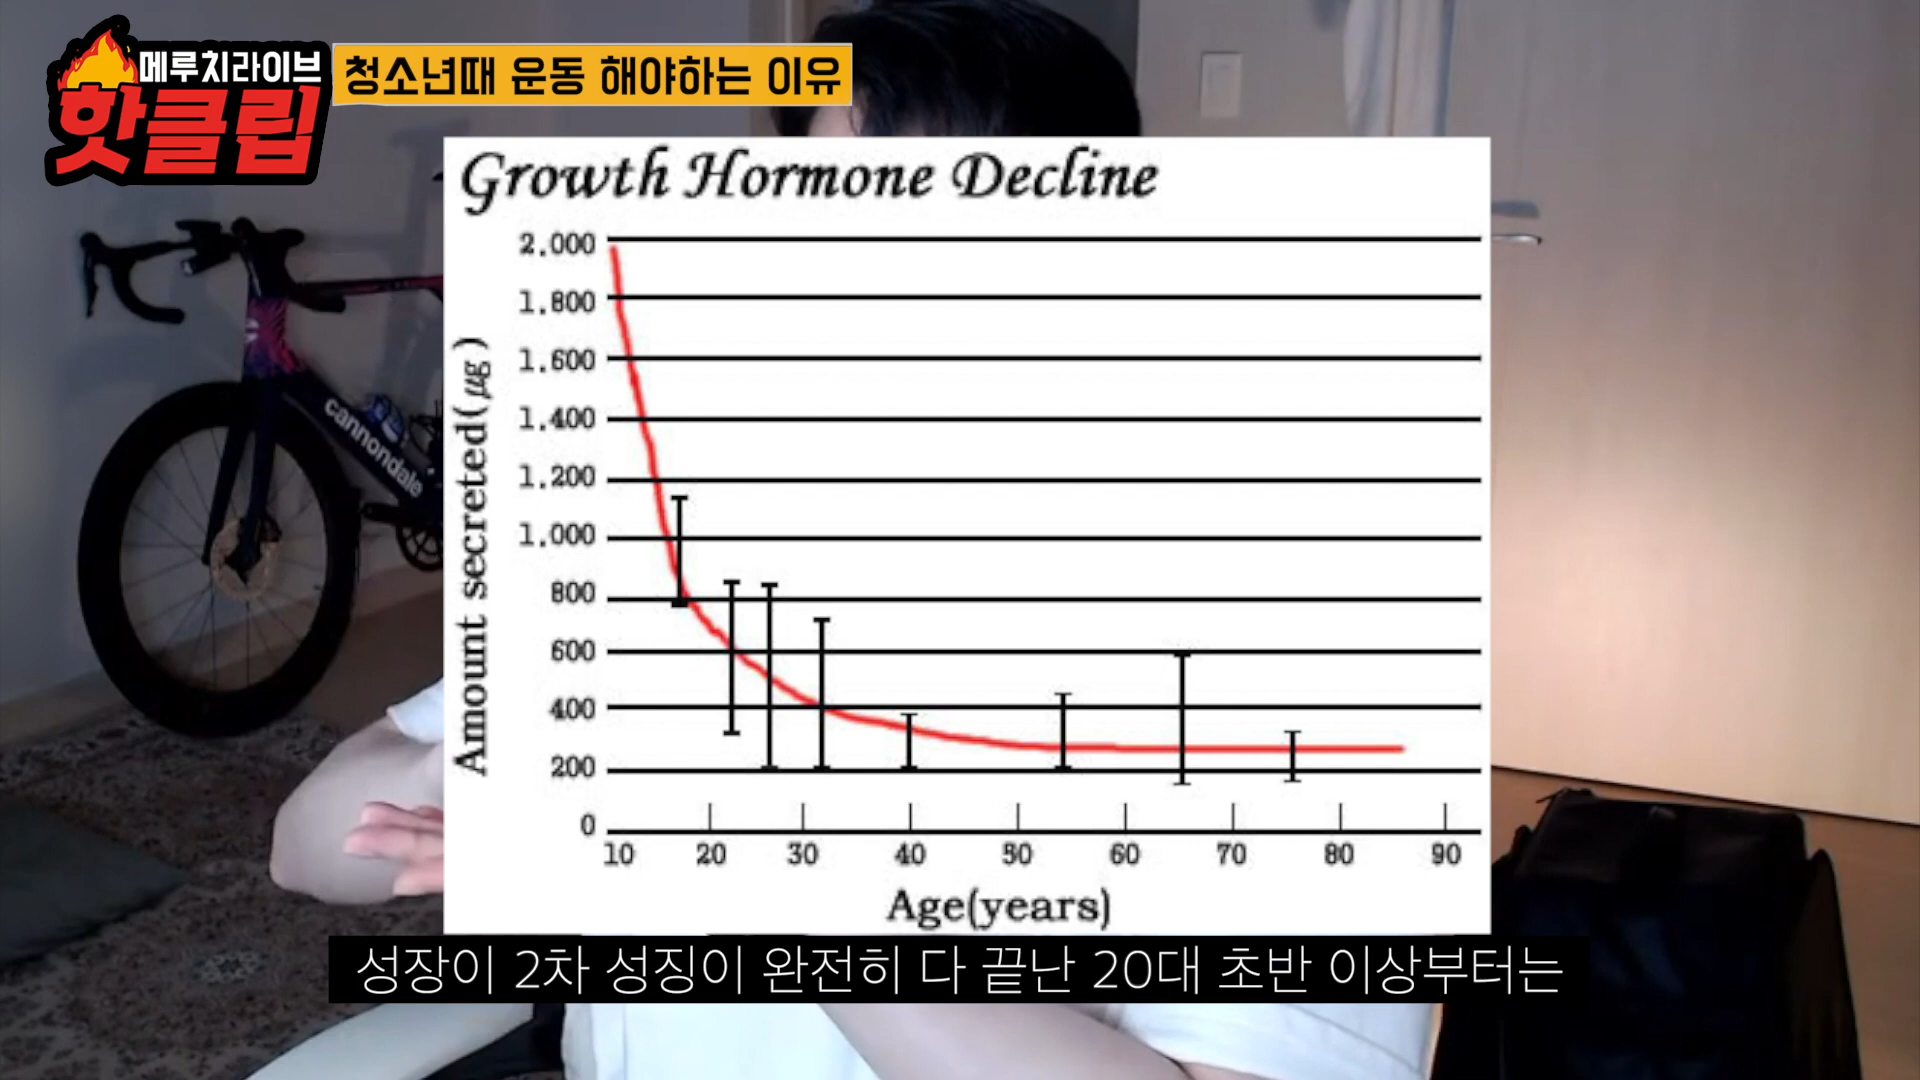 메루치라이브
핫클립
청소년때 운동 해야하는 이유
Growth Hormone Decline
Amount secreted(㎍)
2.000
1.800
1.600
1.400
1.200
1.000
800
600
400
200
0
10 20 30 40 50 60 70 80 90
Age(years)
cannondale
성장이 2차 성징이 완전히 다 끝난 20대 초반 이상부터는